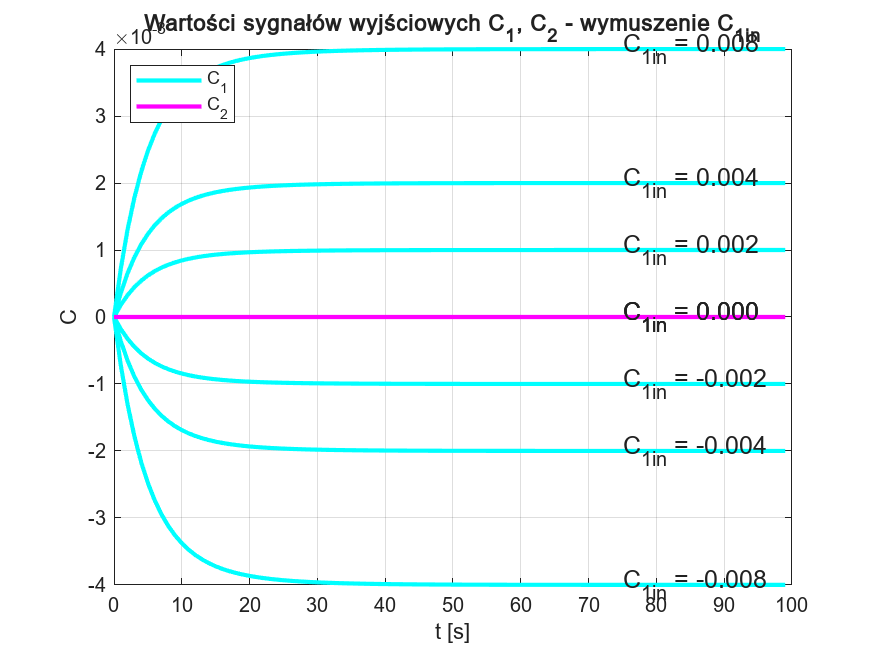 Wartości sygnałów wyjściowych C1, C2 - wymuszenie C1in
×10-3
C1in = 0.008
C1
C2
4
3
2
1
0
-1
-2
-3
-4
C1in = 0.004
C1in = 0.002
C1in = 0.000
C1in = -0.002
C1in = -0.004
C1in = -0.008
C
0 10 20 30 40 50 60 70 80 90 100
t [s]